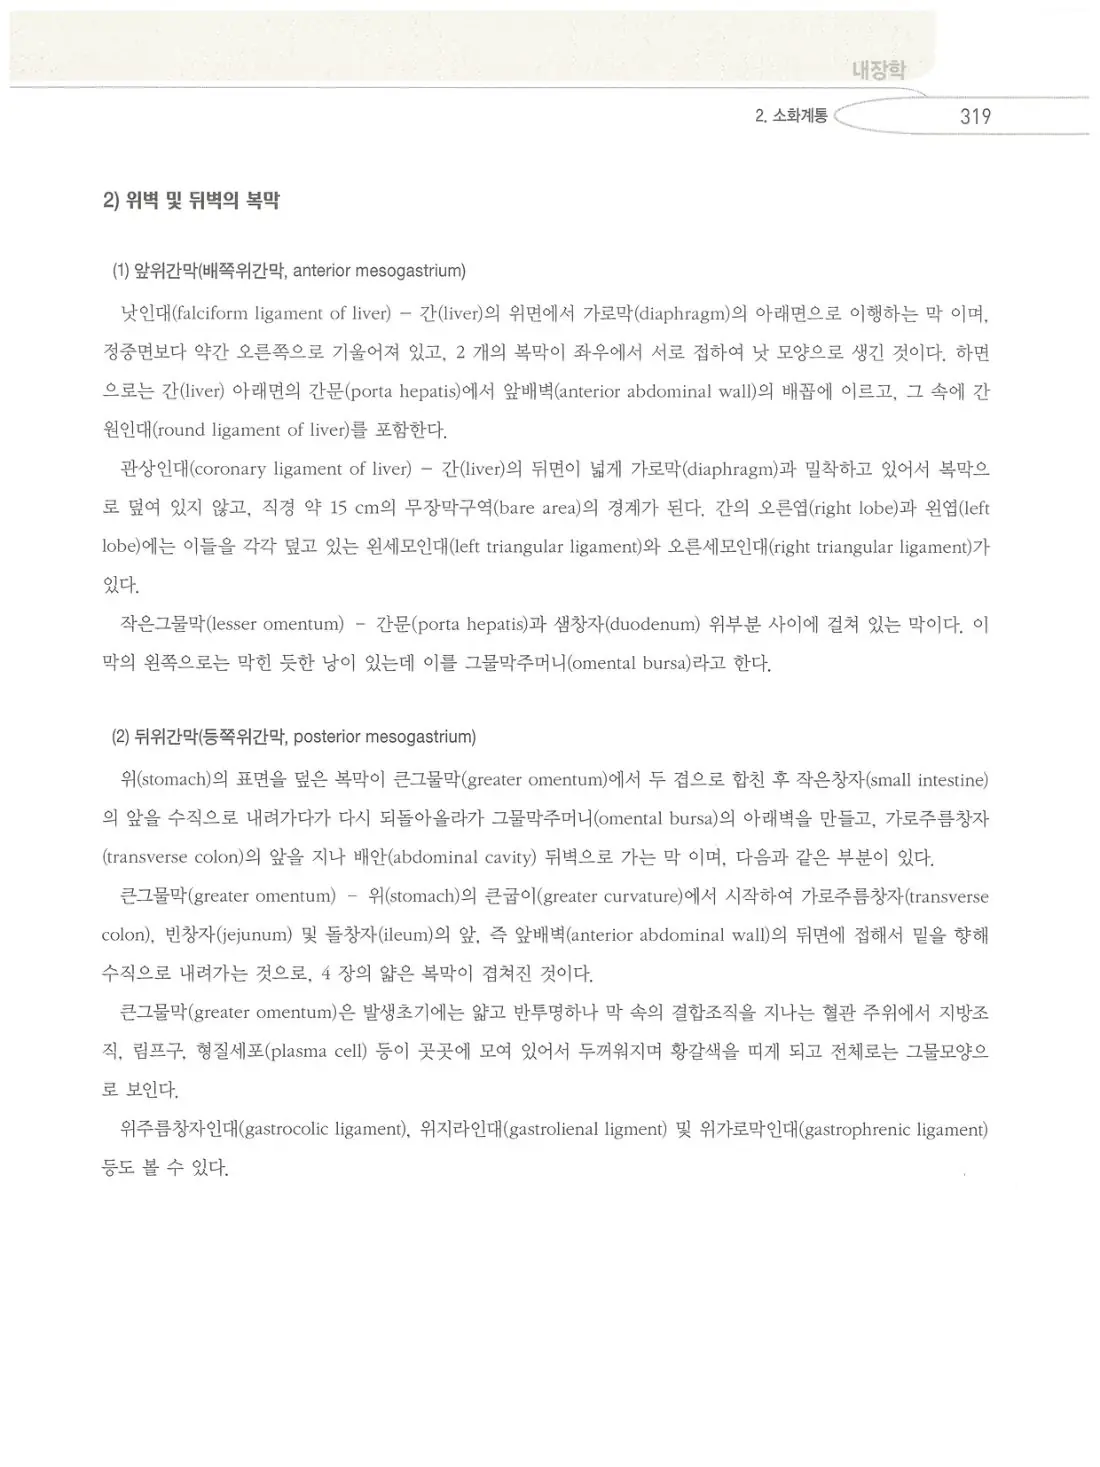 내장학
2. 소화계통
319
2) 위벽 및 뒤벽의 복막
(1) 앞위간막(배쪽위간막, anterior mesogastrium)
낫인대(falciform ligament of liver) – 간(liver)의 위면에서 가로막(diaphragm)의 아래면으로 이행하는 막 이며,
정중면보다 약간 오른쪽으로 기울어져 있고, 2 개의 복막이 좌우에서 서로 접하여 낫 모양으로 생긴 것이다. 하면
으로는 간(liver) 아래면의 간문(porta hepatis)에서 앞배벽(anterior abdominal wall)의 배꼽에 이르고, 그 속에 간
원인대(round ligament of liver)를 포함한다.
관상인대(coronary ligament of liver) – 간(liver)의 뒤면이 넓게 가로막(diaphragm)과 밀착하고 있어서 복막으
로 덮여 있지 않고, 직경 약 15 cm의 무장막구역(bare area)의 경계가 된다. 간의 오른엽(right lobe)과 왼엽(left
lobe)에는 이들을 각각 덮고 있는 왼세모인대(left triangular ligament)와 오른세모인대(right triangular ligament)가
있다.
작은그물막(lesser omentum) – 간문(porta hepatis)과 샘창자(duodenum) 위부분 사이에 걸쳐 있는 막이다. 이
막의 왼쪽으로는 막힌 듯한 낭이 있는데 이를 그물막주머니(omental bursa)라고 한다.
(2) 뒤위간막(등쪽위간막, posterior mesogastrium)
위(stomach)의 표면을 덮은 복막이 큰그물막(greater omentum)에서 두 겹으로 합친 후 작은창자(small intestine)
의 앞을 수직으로 내려가다가 다시 되돌아올라가 그물막주머니(omental bursa)의 아래벽을 만들고, 가로주름창자
(transverse colon)의 앞을 지나 배안(abdominal cavity) 뒤벽으로 가는 막 이며, 다음과 같은 부분이 있다.
큰그물막(greater omentum) – 위(stomach)의 큰굽이(greater curvature)에서 시작하여 가로주름창자(transverse
colon), 빈창자(jejunum) 및 돌창자(ileum)의 앞, 즉 앞배벽(anterior abdominal wall)의 뒤면에 접해서 밑을 향해
수직으로 내려가는 것으로, 4 장의 얇은 복막이 겹쳐진 것이다.
큰그물막(greater omentum)은 발생초기에는 얇고 반투명하나 막 속의 결합조직을 지나는 혈관 주위에서 지방조
직, 림프구, 형질세포(plasma cell) 등이 곳곳에 모여 있어서 두꺼워지며 황갈색을 띠게 되고 전체로는 그물모양으
로 보인다.
위주름창자인대(gastrocolic ligament), 위지라인대(gastrolienal ligment) 및 위가로막인대(gastrophrenic ligament)
등도 볼 수 있다.